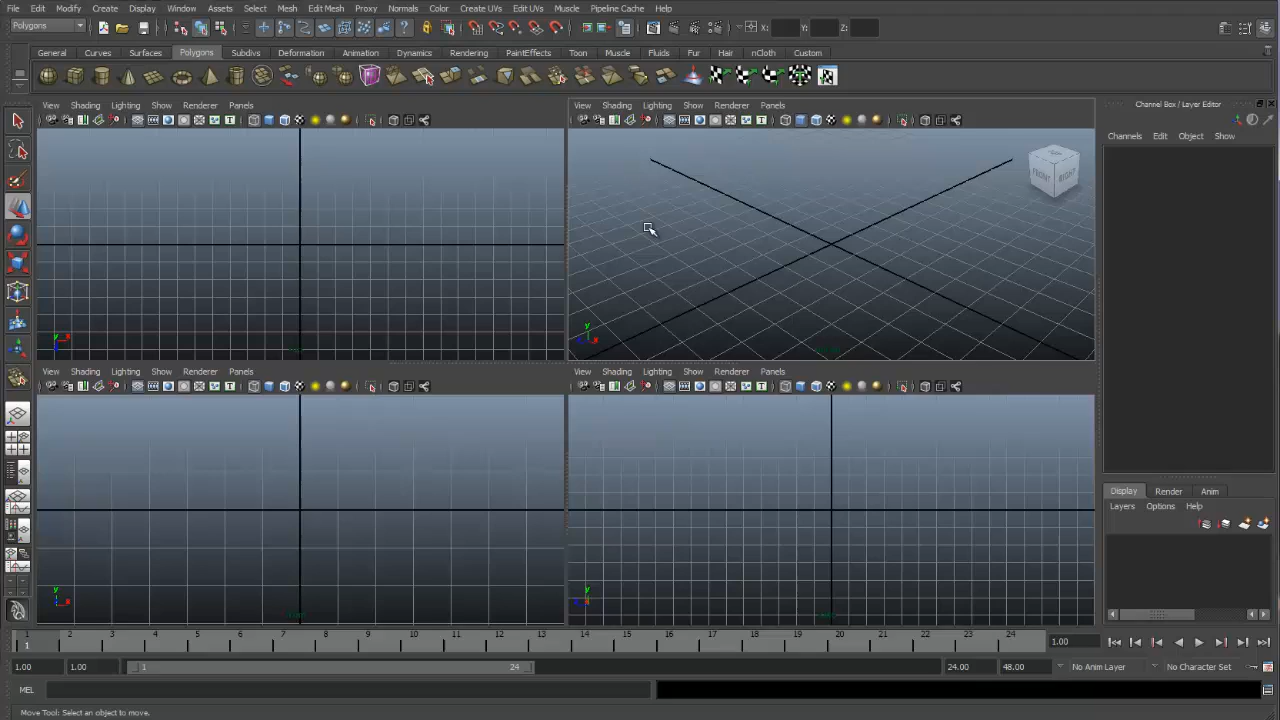 File Edit Modify Create Display Window Assets Select Mesh Edit Mesh Proxy Normals Color Create UVs Edit UVs Muscle Pipeline Cache Help
Polygons X: Y: Z:
General Curves Surfaces Polygons Subdivs Deformation Animation Dynamics Rendering PaintEffects Toon Muscle Fluids Fur Hair nCloth Custom
View Shading Lighting Show Renderer Panels
View Shading Lighting Show Renderer Panels
Channel Box / Layer Editor
Channels Edit Object Show
FRONT RIGHT
y x
y x
View Shading Lighting Show Renderer Panels
View Shading Lighting Show Renderer Panels
Display Render Anim
Layers Options Help
y x
y
1 2 3 4 5 6 7 8 9 10 11 12 13 14 15 16 17 18 19 20 21 22 23 24
1 1.00
1.00 1.00 1 24 24.00 48.00 No Anim Layer No Character Set
MEL
Move Tool: Select an object to move.